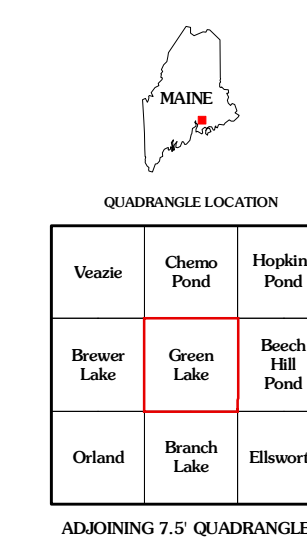 MAINE
QUADRANGLE LOCATION
Veazie
Chemo
Pond
Hopkin
Pond
Brewer
Lake
Green
Lake
Beech
Hill
Pond
Orland
Branch
Lake
Ellswort
ADJOINING 7.5' QUADRANGLE